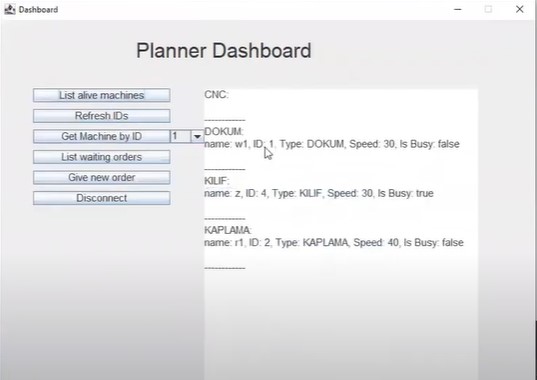 Dashboard
Planner Dashboard
List alive machines
Refresh IDs
Get Machine by ID
1
List waiting orders
Give new order
Disconnect
CNC:
------------
DOKUM:
name: w1, ID: 1, Type: DOKUM, Speed: 30, Is Busy: false
------------
KILIF:
name: z, ID: 4, Type: KILIF, Speed: 30, Is Busy: true
------------
KAPLAMA:
name: r1, ID: 2, Type: KAPLAMA, Speed: 40, Is Busy: false
------------